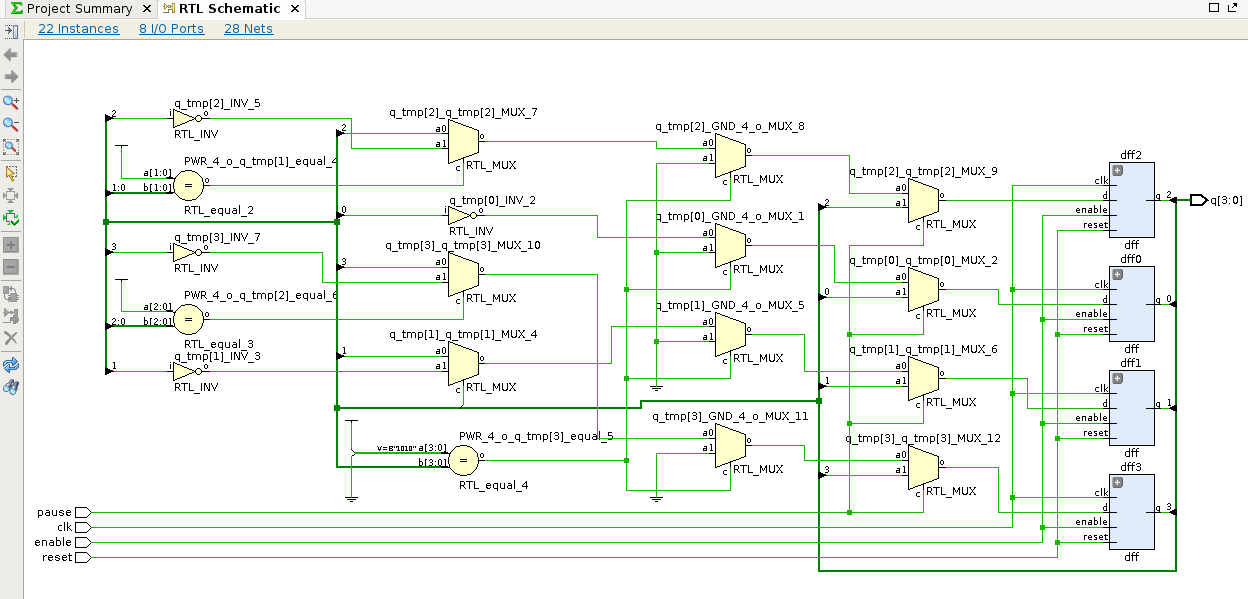 Project Summary
RTL Schematic
22 Instances
8 I/O Ports
28 Nets
q_tmp[2]_INV_5
2
i
o
RTL_INV
q_tmp[2]_q_tmp[2]_MUX_7
2
a0
a1
o
c
RTL_MUX
PWR_4_o_q_tmp[1]_equal_4
a[1:0]
1:0
b[1:0]
=
o
RTL_equal_2
q_tmp[0]_INV_2
0
i
o
RTL_INV
q_tmp[3]_INV_7
3
i
o
RTL_INV
q_tmp[3]_q_tmp[3]_MUX_10
3
a0
a1
o
c
RTL_MUX
PWR_4_o_q_tmp[2]_equal_6
a[2:0]
2:0
b[2:0]
=
o
RTL_equal_3
q_tmp[1]_INV_3
1
i
o
RTL_INV
q_tmp[1]_q_tmp[1]_MUX_4
1
a0
a1
o
c
RTL_MUX
PWR_4_o_q_tmp[3]_equal_5
V=B"1010"
a[3:0]
b[3:0]
=
o
RTL_equal_4
q_tmp[2]_GND_4_o_MUX_8
a0
a1
o
c
RTL_MUX
q_tmp[0]_GND_4_o_MUX_1
a0
a1
o
c
RTL_MUX
q_tmp[1]_GND_4_o_MUX_5
a0
a1
o
c
RTL_MUX
q_tmp[3]_GND_4_o_MUX_11
a0
a1
o
c
RTL_MUX
q_tmp[2]_q_tmp[2]_MUX_9
a0
2
a1
o
c
RTL_MUX
q_tmp[0]_q_tmp[0]_MUX_2
a0
0
a1
o
c
RTL_MUX
q_tmp[1]_q_tmp[1]_MUX_6
a0
1
a1
o
c
RTL_MUX
q_tmp[3]_q_tmp[3]_MUX_12
a0
3
a1
o
c
RTL_MUX
dff2
clk
d
enable
reset
q
2
dff
q[3:0]
dff0
clk
d
enable
reset
q
0
dff
dff1
clk
d
enable
reset
q
1
dff
dff3
clk
d
enable
reset
q
3
dff
pause
clk
enable
reset